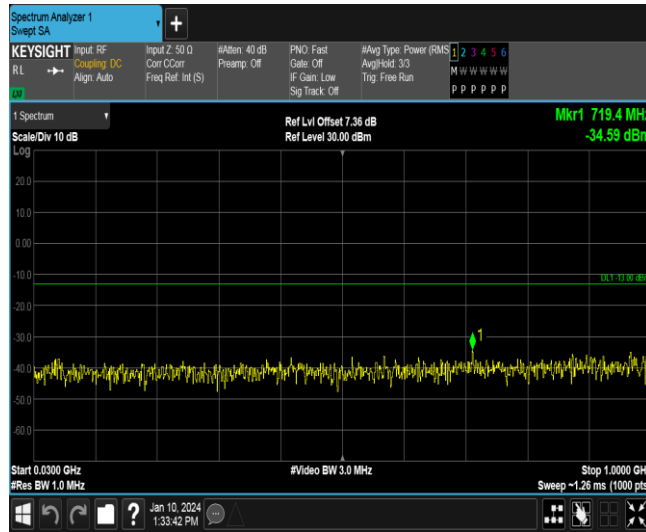 Spectrum Analyzer 1
Swept SA
+
KEYSIGHT
RL
LXI
Input: RF
Coupling: DC
Align: Auto
Input Z: 50 Ω
Corr CCorr
Freq Ref: Int (S)
#Atten: 40 dB
Preamp: Off
PNO: Fast
Gate: Off
IF Gain: Low
Sig Track: Off
#Avg Type: Power (RMS
Avg|Hold: 3/3
Trig: Free Run
1 2 3 4 5 6
M W W W W W
P P P P P P
1 Spectrum
Scale/Div 10 dB
Log
Ref Lvl Offset 7.36 dB
Ref Level 30.00 dBm
Mkr1 719.4 MHz
-34.59 dBm
20.0
10.0
0.00
-10.0
DL1 -13.00 dBm
-20.0
-30.0
1
-40.0
-50.0
-60.0
Start 0.0300 GHz
#Res BW 1.0 MHz
#Video BW 3.0 MHz
Stop 1.0000 GH
Sweep ~1.26 ms (1000 pts
?
Jan 10, 2024
1:33:42 PM